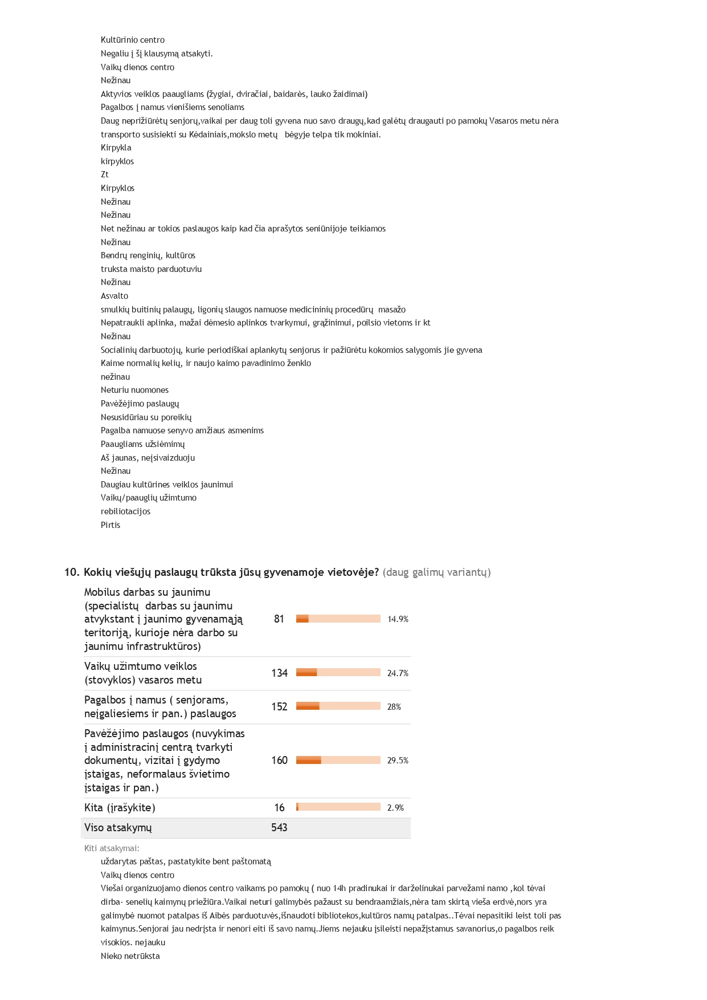 Kultūrinio centro
Negaliu į šį klausymą atsakyti.
Vaikų dienos centro
Nežinau
Aktyvios veiklos paaugliams (žygiai, dviračiai, baidarės, lauko žaidimai)
Pagalbos į namus vienišiems senoliams
Daug neprižiūrėtų senjorų,vaikai per daug toli gyvena nuo savo draugų,kad galėtų draugauti po pamokų Vasaros metu nėra
transporto susisiekti su Kėdainiais,mokslo metų   bėgyje telpa tik mokiniai.
Kirpykla
kirpyklos
Zt
Kirpyklos
Nežinau
Nežinau
Net nežinau ar tokios paslaugos kaip kad čia aprašytos seniūnijoje teikiamos
Nežinau
Bendrų renginių, kultūros
truksta maisto parduotuviu
Nežinau
Asvalto
smulkių buitinių palaugų, ligonių slaugos namuose medicininių procedūrų  masažo
Nepatraukli aplinka, mažai dėmesio aplinkos tvarkymui, grąžinimui, poilsio vietoms ir kt
Nežinau
Socialinių darbuotojų, kurie periodiškai aplankytų senjorus ir pažiūrėtu kokomios salygomis jie gyvena
Kaime normalių kelių, ir naujo kaimo pavadinimo ženklo
nežinau
Neturiu nuomones
Pavėžėjimo paslaugų
Nesusidūriau su poreikių
Pagalba namuose senyvo amžiaus asmenims
Paaugliams užsiėmimų
Aš jaunas, neįsivaizduoju
Nežinau
Daugiau kultūrines veiklos jaunimui
Vaikų/paauglių užimtumo
rebiliotacijos
Pirtis
10. Kokių viešųjų paslaugų trūksta jūsų gyvenamoje vietovėje? (daug galimų variantų)
Mobilus darbas su jaunimu
(specialistų  darbas su jaunimu
atvykstant į jaunimo gyvenamąją 81 14.9%
teritoriją, kurioje nėra darbo su
jaunimu infrastruktūros)
Vaikų užimtumo veiklos
(stovyklos) vasaros metu 134 24.7%
Pagalbos į namus ( senjorams,
neįgaliesiems ir pan.) paslaugos 152 28%
Pavėžėjimo paslaugos (nuvykimas
į administracinį centrą tvarkyti
dokumentų, vizitai į gydymo 160 29.5%
įstaigas, neformalaus švietimo
įstaigas ir pan.)
Kita (įrašykite) 16 2.9%
Viso atsakymų 543
Kiti atsakymai:
uždarytas paštas, pastatykite bent paštomatą
Vaikų dienos centro
Viešai organizuojamo dienos centro vaikams po pamokų ( nuo 14h pradinukai ir darželinukai parvežami namo ,kol tėvai
dirba- senelių kaimynų priežiūra.Vaikai neturi galimybės pažaust su bendraamžiais,nėra tam skirtą vieša erdvė,nors yra
galimybė nuomot patalpas iš Aibės parduotuvės,išnaudoti bibliotekos,kultūros namų patalpas..Tėvai nepasitiki leist toli pas
kaimynus.Senjorai jau nedrįsta ir nenori eiti iš savo namų.Jiems nejauku įsileisti nepažįstamus savanorius,o pagalbos reik
visokios. nejauku
Nieko netrūksta